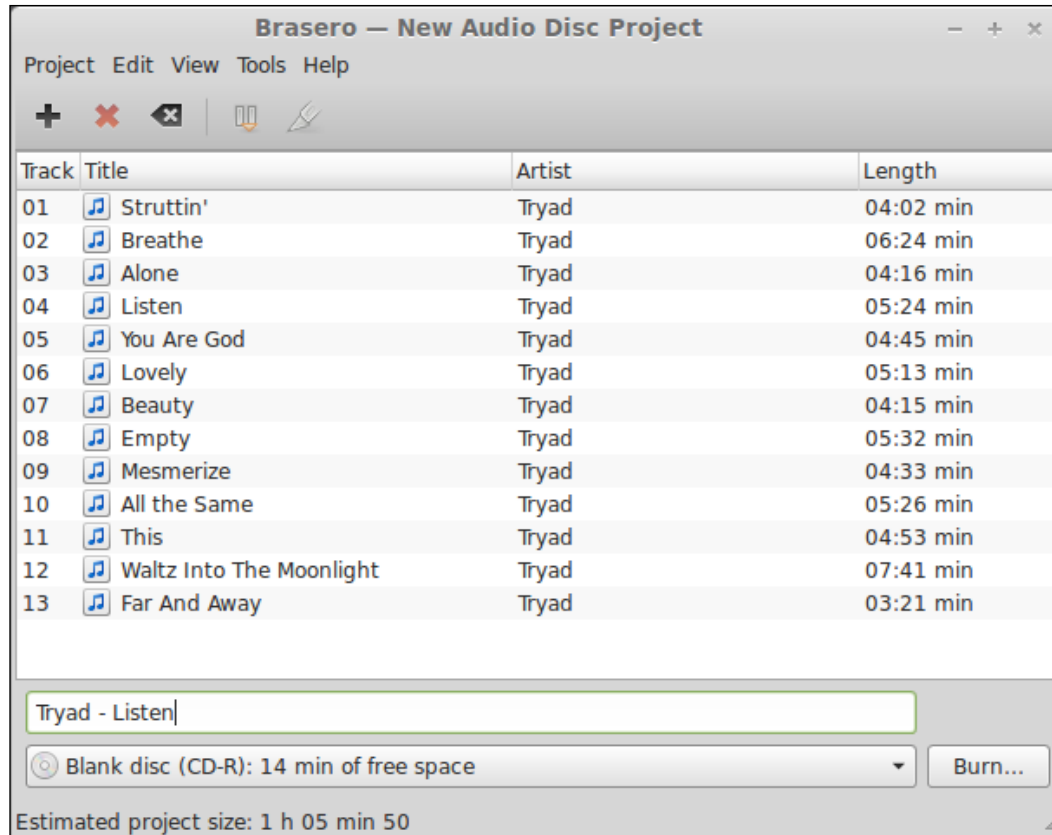 Brasero — New Audio Disc Project
Project Edit View Tools Help
Track Title Artist Length
01 Struttin' Tryad 04:02 min
02 Breathe Tryad 06:24 min
03 Alone Tryad 04:16 min
04 Listen Tryad 05:24 min
05 You Are God Tryad 04:45 min
06 Lovely Tryad 05:13 min
07 Beauty Tryad 04:15 min
08 Empty Tryad 05:32 min
09 Mesmerize Tryad 04:33 min
10 All the Same Tryad 05:26 min
11 This Tryad 04:53 min
12 Waltz Into The Moonlight Tryad 07:41 min
13 Far And Away Tryad 03:21 min
Tryad - Listen
Blank disc (CD-R): 14 min of free space Burn...
Estimated project size: 1 h 05 min 50